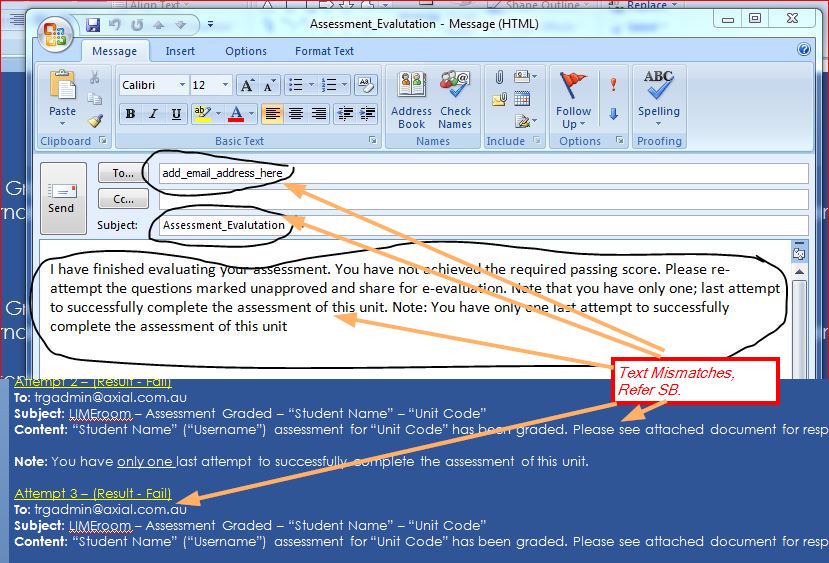 Align Text
Shape Outline
Replace
Assessment_Evalutation - Message (HTML)
Message Insert Options Format Text
Calibri 12
Paste
B I U
ab
A
Address Book
Check Names
Follow Up
ABC
Spelling
Clipboard Basic Text Names Include Options Proofing
To... add_email_address_here
Cc...
Send
Subject: Assessment_Evalutation
I have finished evaluating your assessment. You have not achieved the required passing score. Please re-
attempt the questions marked unapproved and share for e-evaluation. Note that you have only one; last attempt
to successfully complete the assessment of this unit. Note: You have only one last attempt to successfully
complete the assessment of this unit
Text Mismatches,
Refer SB.
Attempt 2 – (Result - Fail)
To: trgadmin@axial.com.au
Subject: LIMEroom – Assessment Graded – “Student Name” – “Unit Code”
Content: “Student Name” (“Username”) assessment for “Unit Code” has been graded. Please see attached document for resp
Note: You have only one last attempt to successfully complete the assessment of this unit.
Attempt 3 – (Result - Fail)
To: trgadmin@axial.com.au
Subject: LIMEroom – Assessment Graded – “Student Name” – “Unit Code”
Content: “Student Name” (“Username”) assessment for “Unit Code” has been graded. Please see attached document for resp